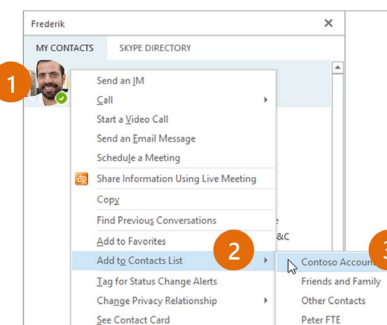 Frederik
MY CONTACTS SKYPE DIRECTORY
1
Send an IM
Call
Start a Video Call
Send an Email Message
Schedule a Meeting
Share Information Using Live Meeting
Copy
Find Previous Conversations
Add to Favorites
&C
2
Add to Contacts List
3
Contoso
Tag for Status Change Alerts
Friends and Family
Change Privacy Relationship
Other Contacts
See Contact Card
Peter FTE